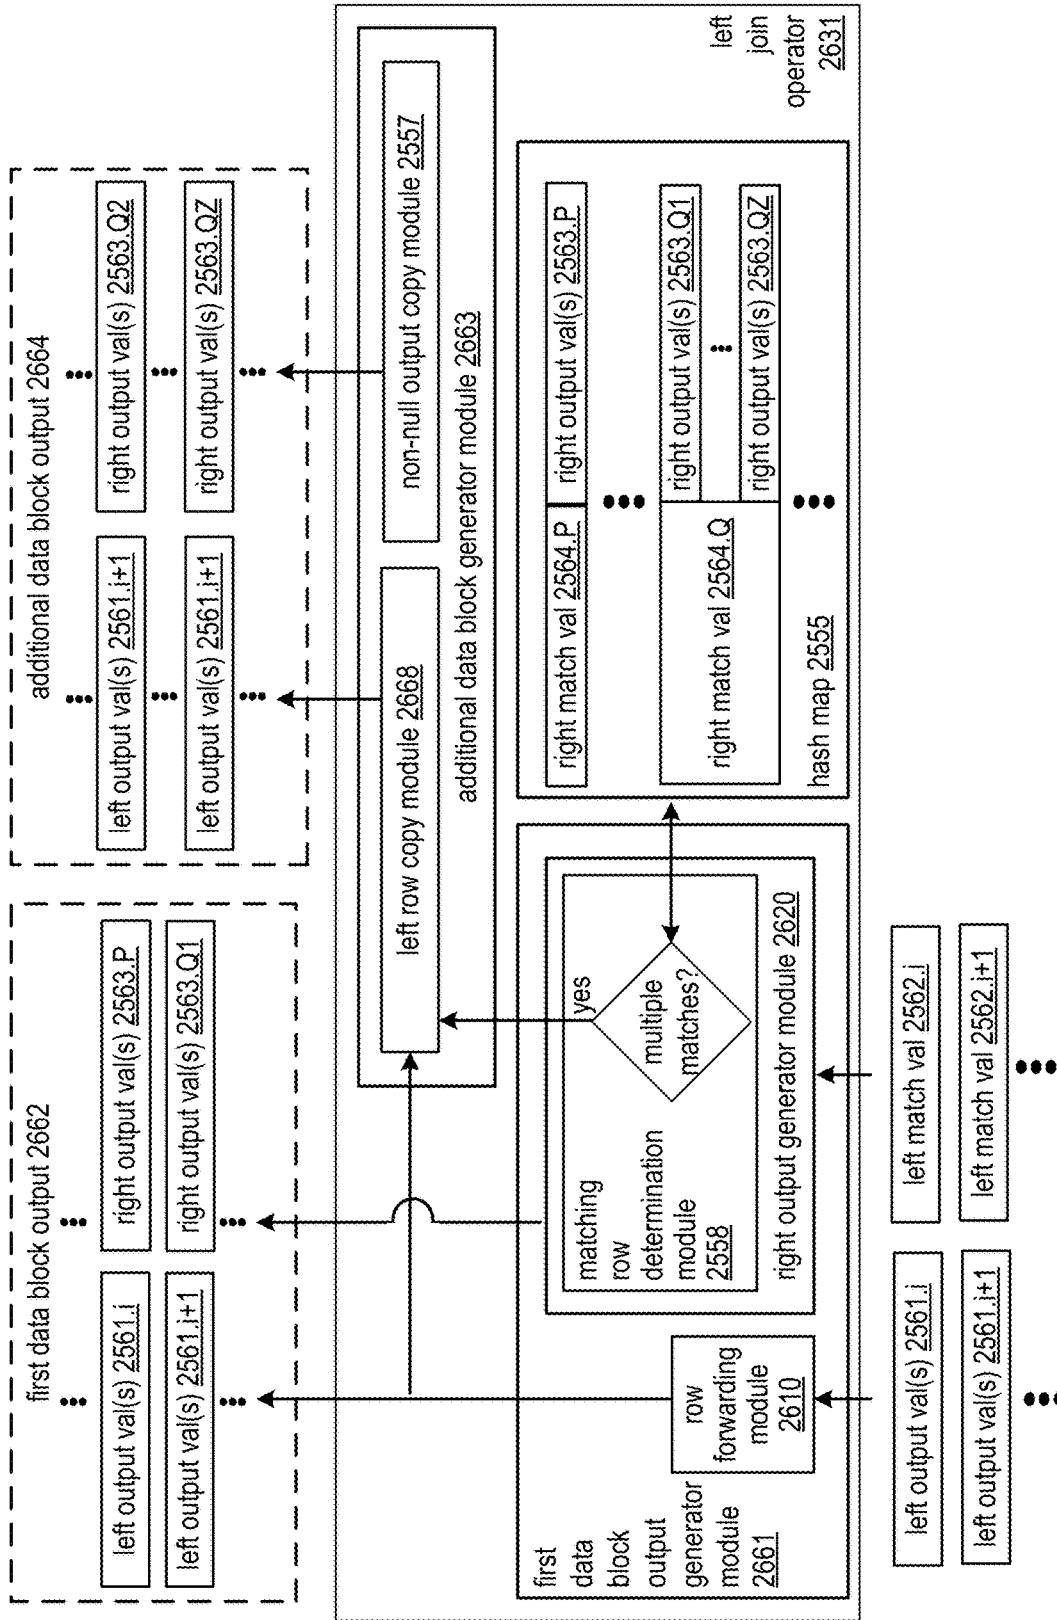 first data block output 2662
•••
•••
left output val(s) 2561.i
right output val(s) 2563.P
left output val(s) 2561.i+1
right output val(s) 2563.Q1
•••
•••
additional data block output 2664
•••
•••
left output val(s) 2561.i+1
right output val(s) 2563.Q2
•••
•••
left output val(s) 2561.i+1
right output val(s) 2563.QZ
•••
•••
left row copy module 2668
non-null output copy module 2557
additional data block generator module 2663
left
join
operator
2631
first
data
block
output
generator
module
2661
row
forwarding
module
2610
matching
row
determination
module
2558
yes
multiple
matches?
right output generator module 2620
right match val 2564.P
right output val(s) 2563.P
•••
right match val 2564.Q
right output val(s) 2563.Q1
•••
right output val(s) 2563.QZ
•••
hash map 2555
left output val(s) 2561.i
left match val 2562.i
left output val(s) 2561.i+1
left match val 2562.i+1
•••
•••